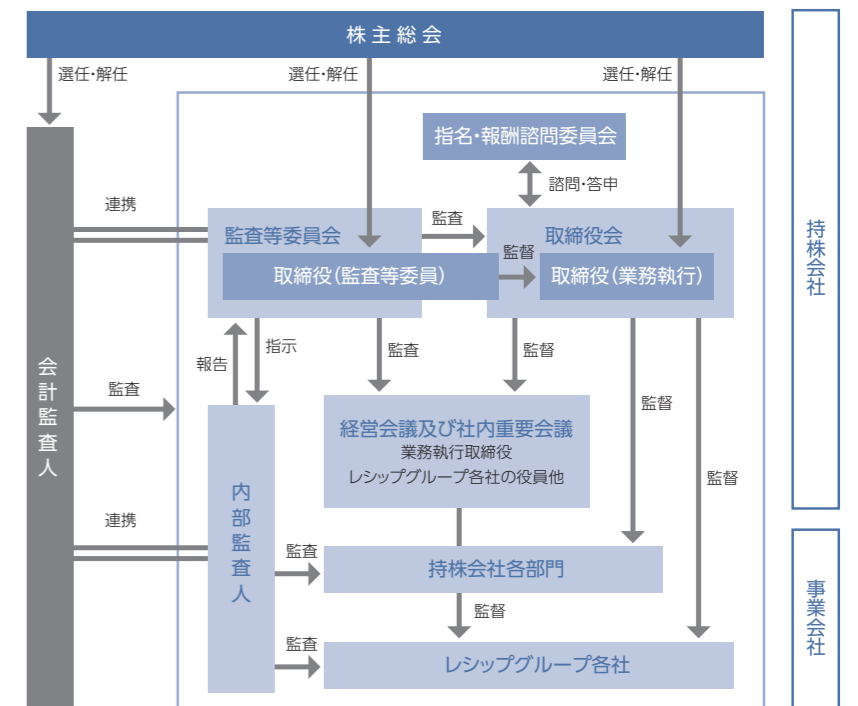 株主総会
選任・解任
選任・解任
選任・解任
指名・報酬諮問委員会
諮問・答申
連携
監査等委員会
監査
取締役会
取締役（監査等委員）
監督
取締役（業務執行）
持株会社
報告
指示
監査
監督
会計監査人
監査
監督
経営会議及び社内重要会議
業務執行取締役
レシップグループ各社の役員他
監督
内部監査人
連携
監査
持株会社各部門
監督
監査
レシップグループ各社
事業会社